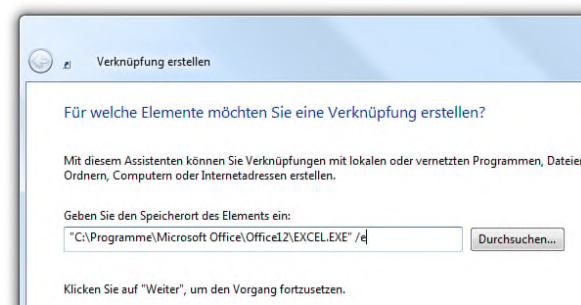 Verknüpfung erstellen
Für welche Elemente möchten Sie eine Verknüpfung erstellen?
Mit diesem Assistenten können Sie Verknüpfungen mit lokalen oder vernetzten Programmen, Dateien
Ordnern, Computern oder Internetadressen erstellen.
Geben Sie den Speicherort des Elements ein:
"C:\Programme\Microsoft Office\Office12\EXCEL.EXE" /e
Durchsuchen...
Klicken Sie auf "Weiter", um den Vorgang fortzusetzen.